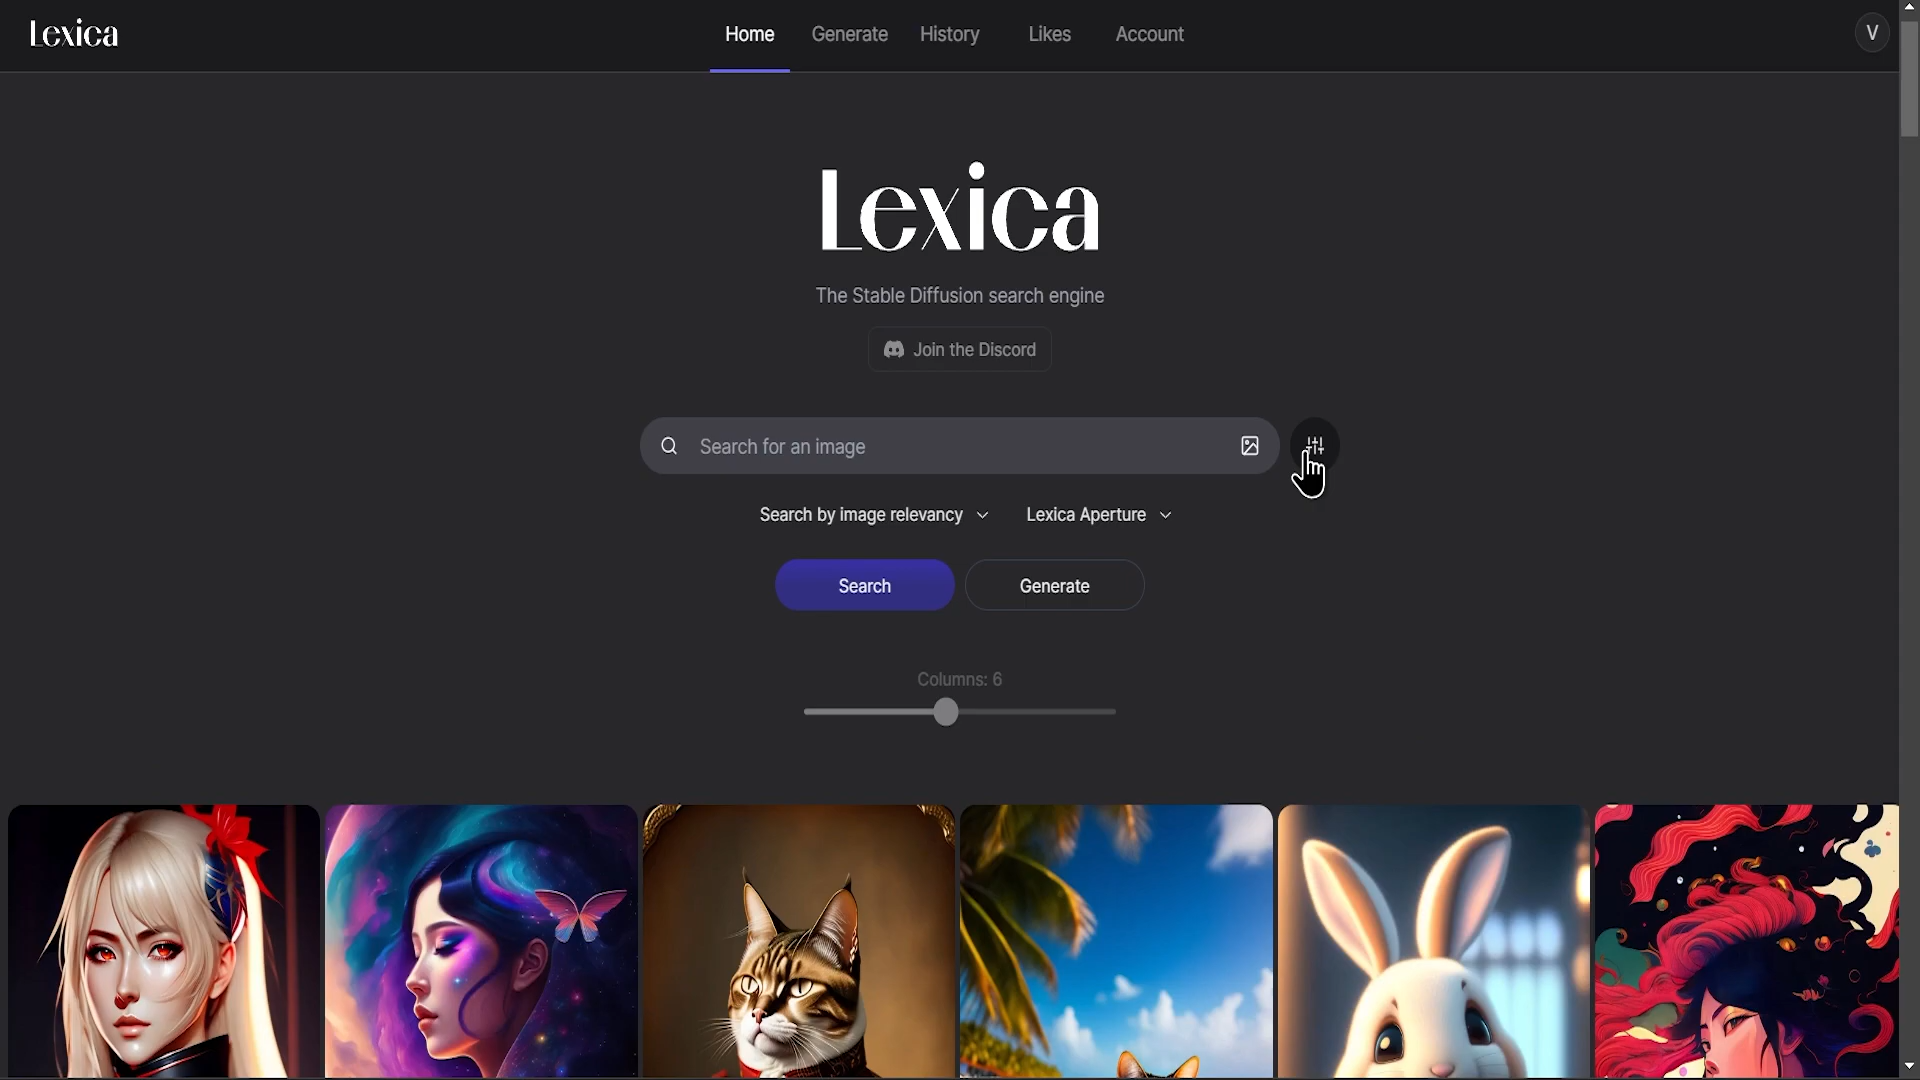 Lexica
Home Generate History Likes Account
V
Lexica
The Stable Diffusion search engine
Join the Discord
Search for an image
Search by image relevancy Lexica Aperture
Search Generate
Columns: 6